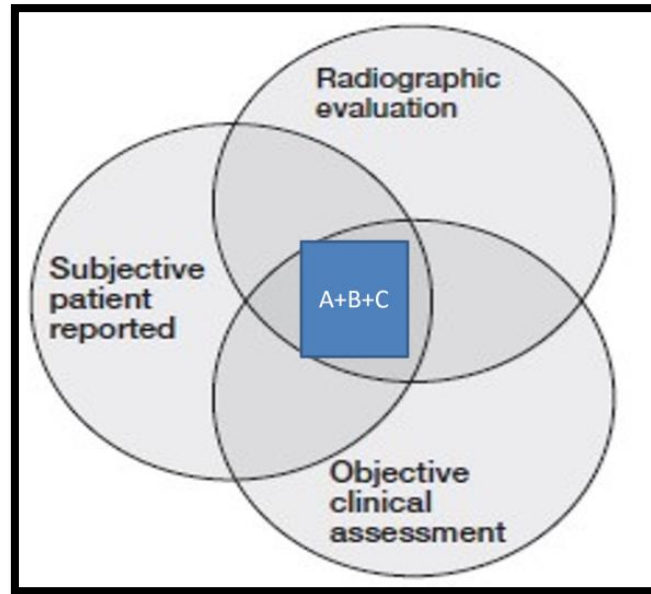 Radiographic
evaluation
Subjective
patient
reported
A+B+C
Objective
clinical
assessment